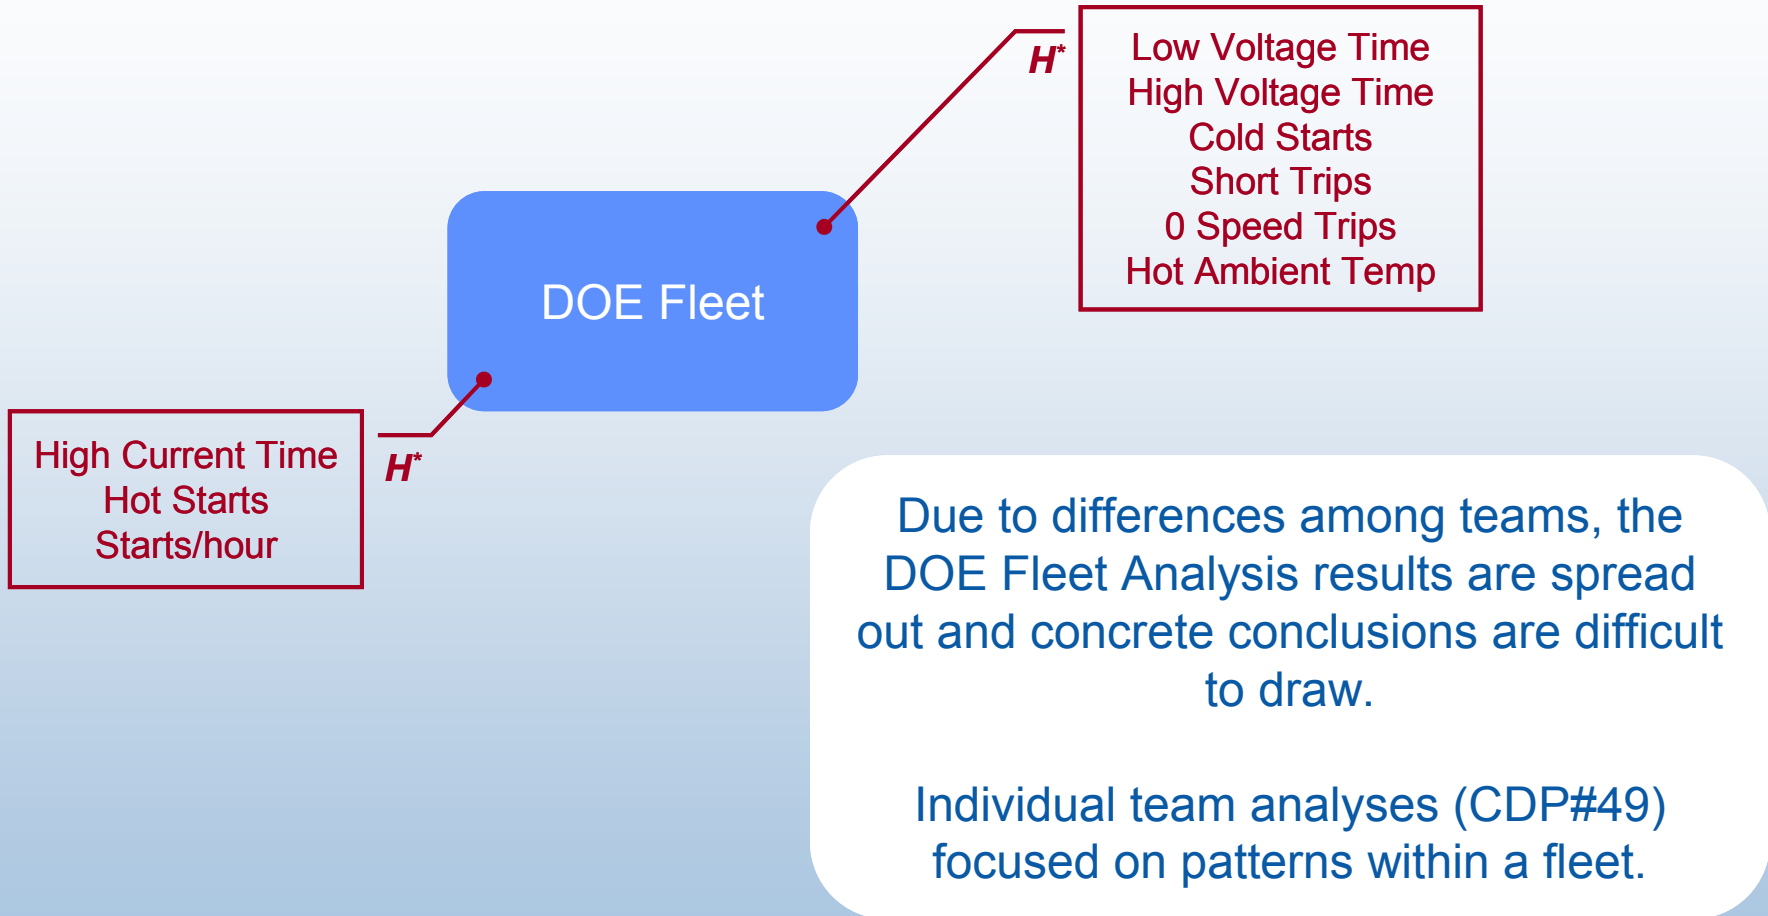 H*
Low Voltage Time
High Voltage Time
Cold Starts
Short Trips
0 Speed Trips
Hot Ambient Temp
DOE Fleet
High Current Time
Hot Starts
Starts/hour
H*
Due to differences among teams, the
DOE Fleet Analysis results are spread
out and concrete conclusions are difficult
to draw.
Individual team analyses (CDP#49)
focused on patterns within a fleet.